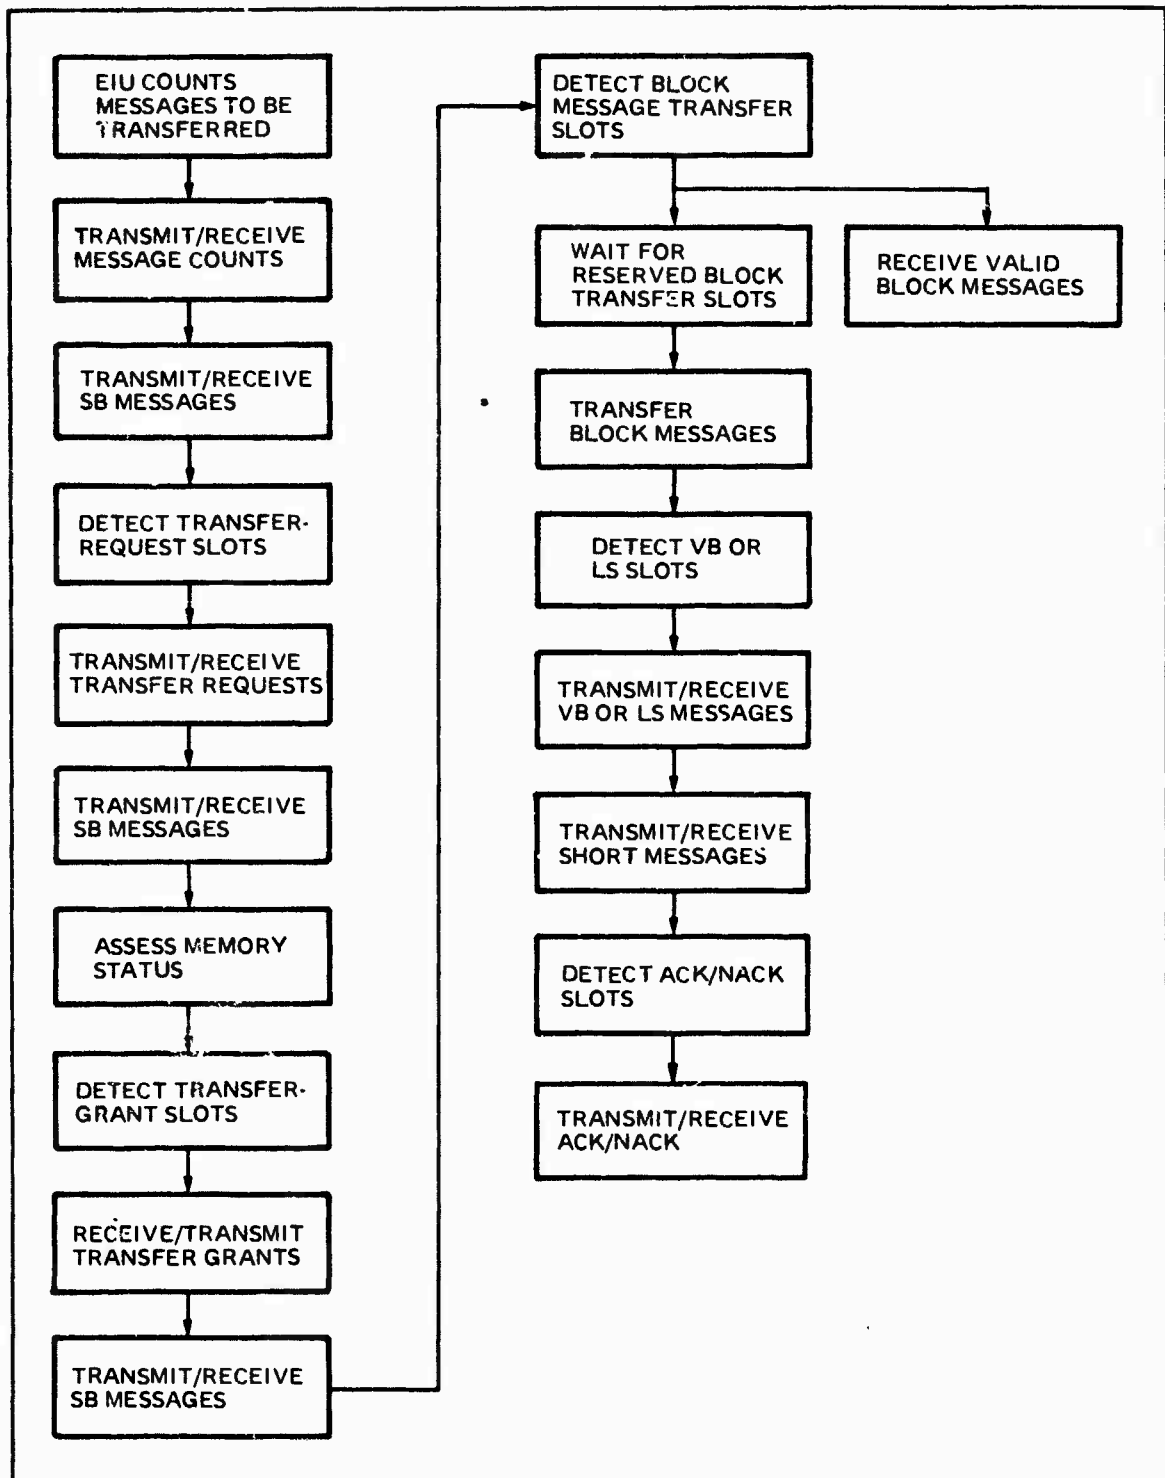 EIU COUNTS
MESSAGES TO BE
TRANSFERRED
TRANSMIT/RECEIVE
MESSAGE COUNTS
TRANSMIT/RECEIVE
SB MESSAGES
DETECT TRANSFER-
REQUEST SLOTS
TRANSMIT/RECEIVE
TRANSFER REQUESTS
TRANSMIT/RECEIVE
SB MESSAGES
ASSESS MEMORY
STATUS
DETECT TRANSFER-
GRANT SLOTS
RECEIVE/TRANSMIT
TRANSFER GRANTS
TRANSMIT/RECEIVE
SB MESSAGES
DETECT BLOCK
MESSAGE TRANSFER
SLOTS
WAIT FOR
RESERVED BLOCK
TRANSFER SLOTS
RECEIVE VALID
BLOCK MESSAGES
TRANSFER
BLOCK MESSAGES
DETECT VB OR
LS SLOTS
TRANSMIT/RECEIVE
VB OR LS MESSAGES
TRANSMIT/RECEIVE
SHORT MESSAGES
DETECT ACK/NACK
SLOTS
TRANSMIT/RECEIVE
ACK/NACK